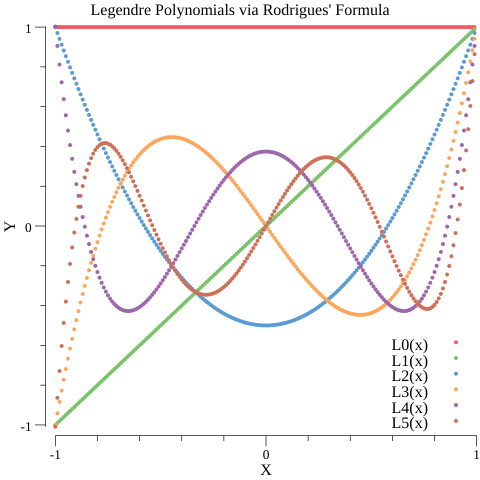 Legendre Polynomials via Rodrigues' Formula
1
Y
0
-1
L0(x)
L1(x)
L2(x)
L3(x)
L4(x)
L5(x)
-1 0 1
X